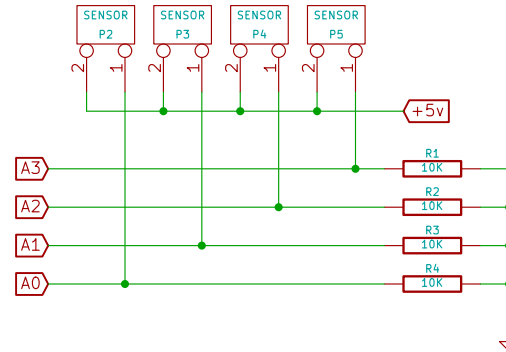 SENSOR SENSOR SENSOR SENSOR
P2 P3 P4 P5
2 1 2 1 2 1 2 1
+5v
R1
A3 10K
R2
A2 10K
R3
A1 10K
R4
A0 10K